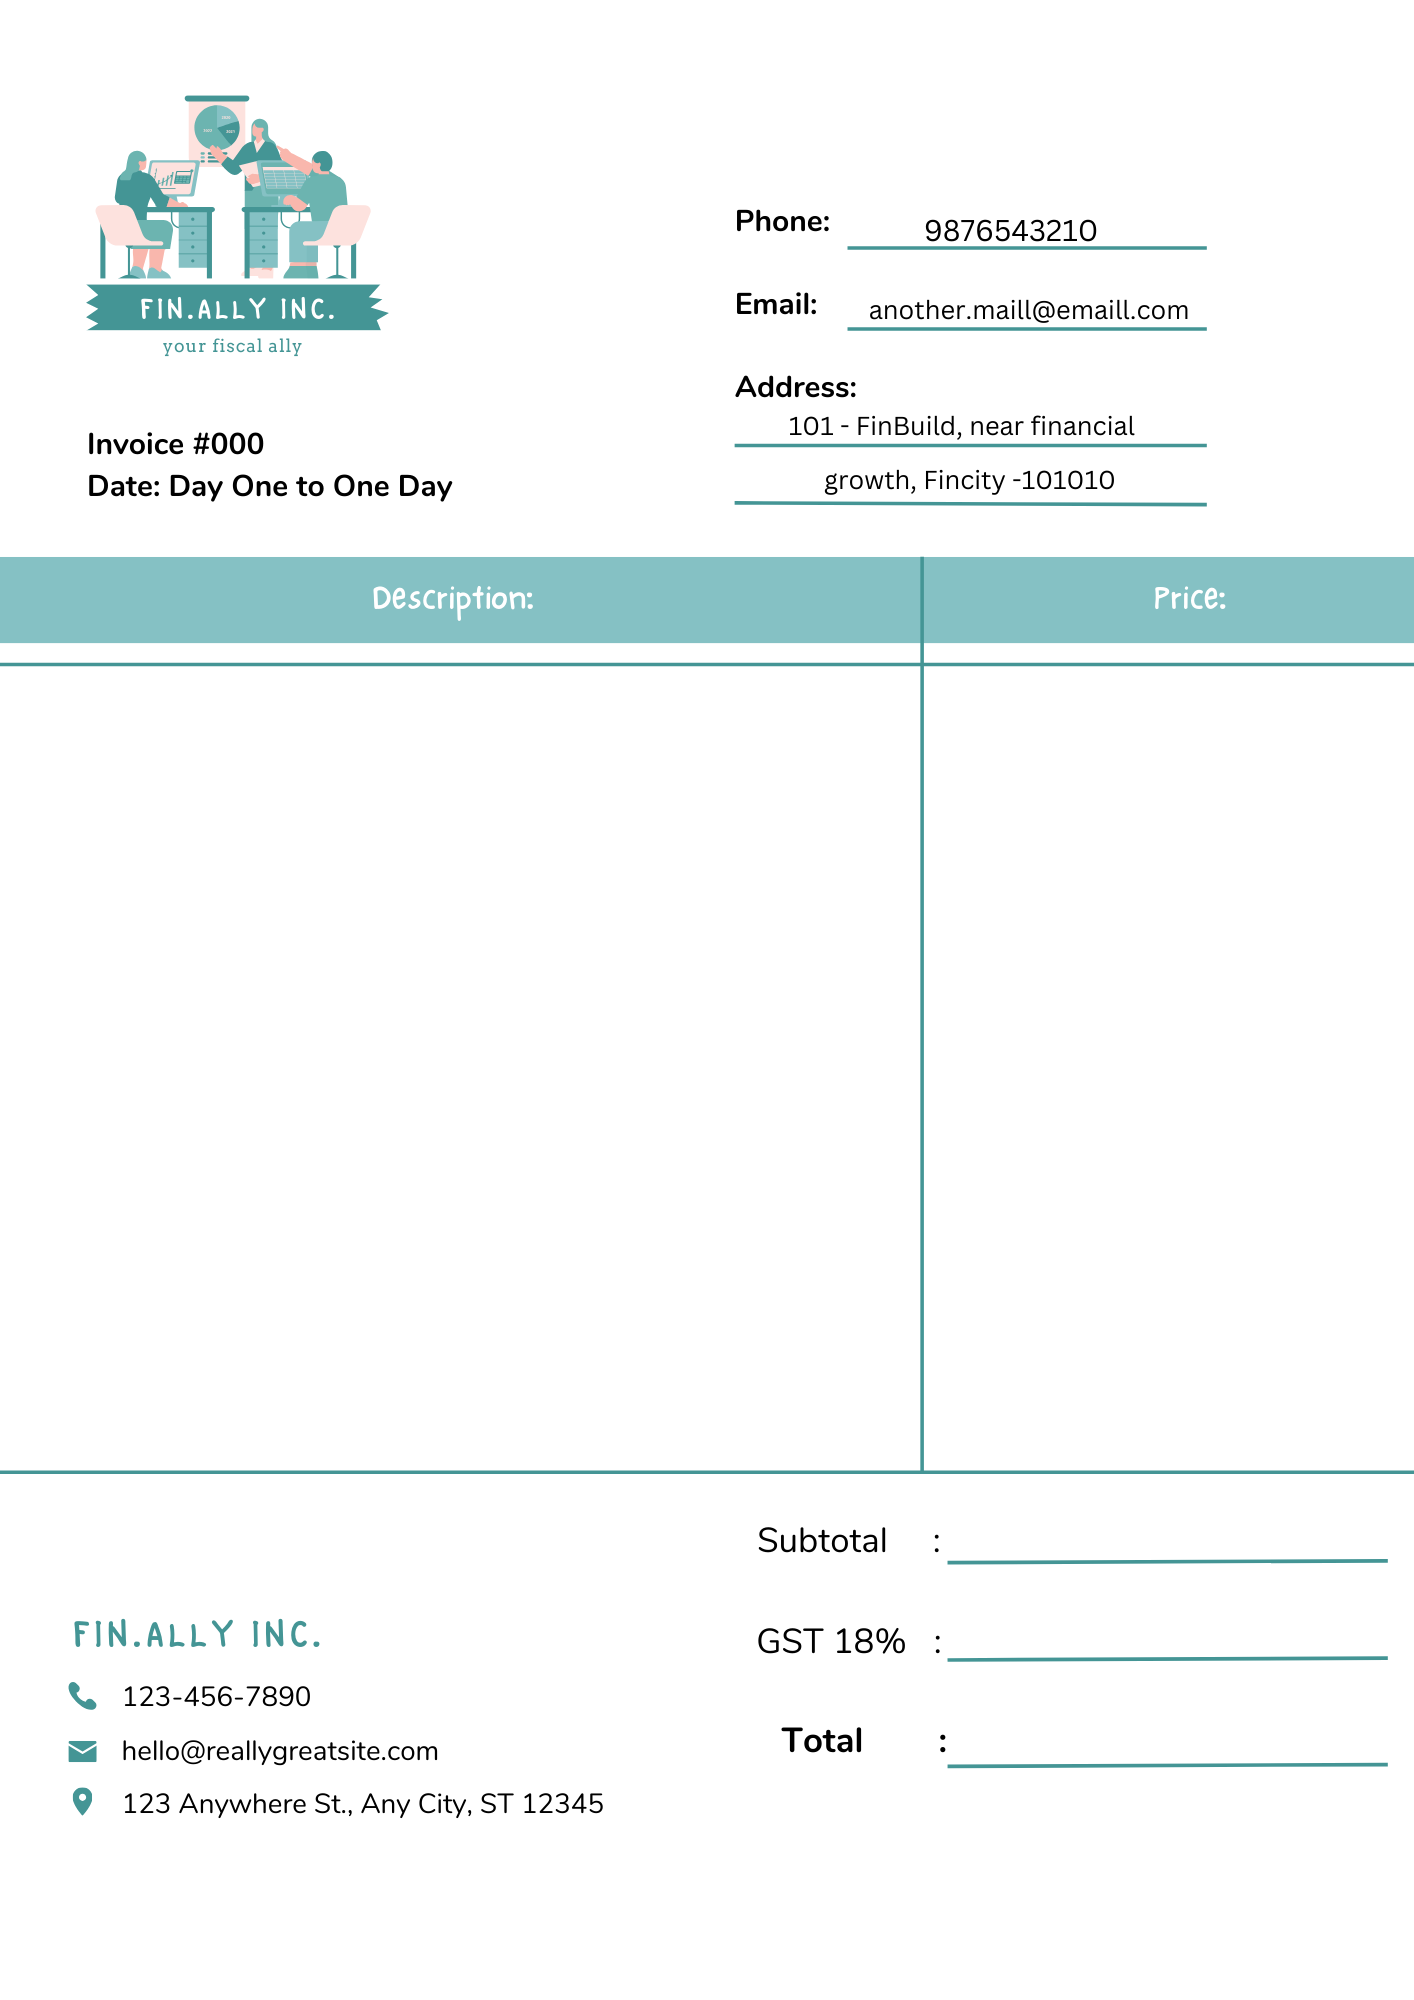 FIN.ALLY INC.
your fiscal ally
Phone: 9876543210
Email: another.maill@emaill.com
Address:
101 - FinBuild, near financial
growth, Fincity -101010
Invoice #000
Date: Day One to One Day
Description: Price:
Subtotal :
GST 18% :
Total :
FIN.ALLY INC.
123-456-7890
hello@reallygreatsite.com
123 Anywhere St., Any City, ST 12345